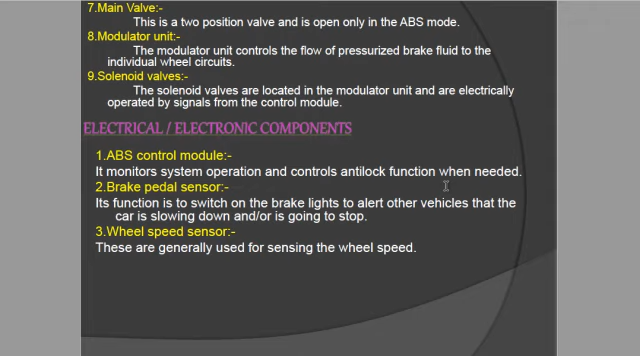 7.Main Valve:-
This is a two position valve and is open only in the ABS mode.
8.Modulator unit:-
The modulator unit controls the flow of pressurized brake fluid to the
individual wheel circuits.
9.Solenoid valves:-
The solenoid valves are located in the modulator unit and are electrically
operated by signals from the control module.
ELECTRICAL / ELECTRONIC COMPONENTS
1.ABS control module:-
It monitors system operation and controls antilock function when needed.
2.Brake pedal sensor:-
Its function is to switch on the brake lights to alert other vehicles that the
car is slowing down and/or is going to stop.
3.Wheel speed sensor:-
These are generally used for sensing the wheel speed.